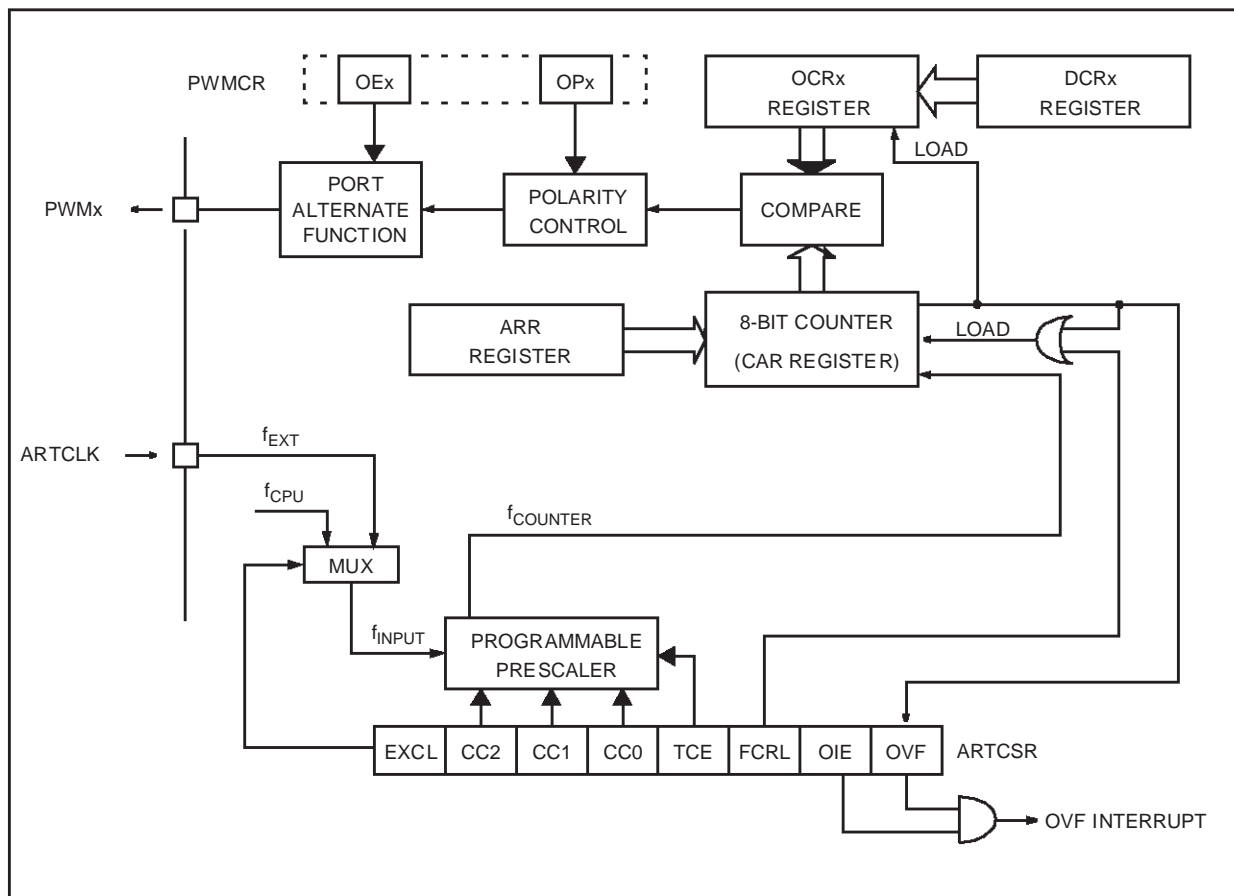 PWMCR
OEx
OPx
OCRx
REGISTER
DCRx
REGISTER
LOAD
PWMx
PORT
ALTERNATE
FUNCTION
POLARITY
CONTROL
COMPARE
ARR
REGISTER
8-BIT COUNTER
(CAR REGISTER)
LOAD
ARTCLK
fEXT
fCPU
fCOUNTER
MUX
fINPUT
PROGRAMMABLE
PRESCALER
EXCL CC2 CC1 CC0 TCE FCRL OIE OVF ARTCSR
OVF INTERRUPT